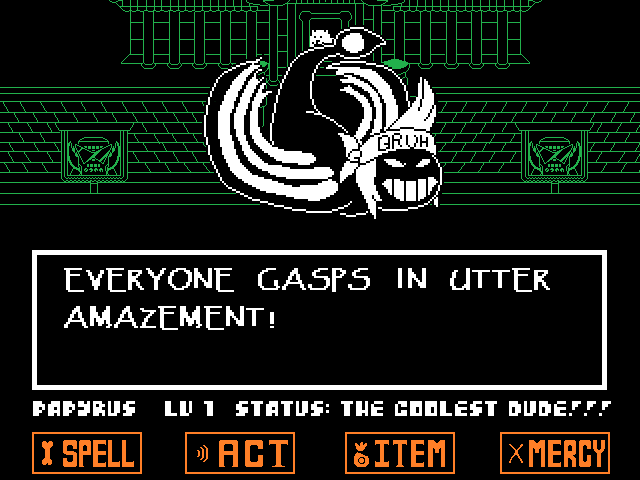 BRUH
EVERYONE GASPS IN UTTER
AMAZEMENT!
PAPYRUS LV 1 STATUS: THE COOLEST DUDE!!!
SPELL ACT ITEM MERCY